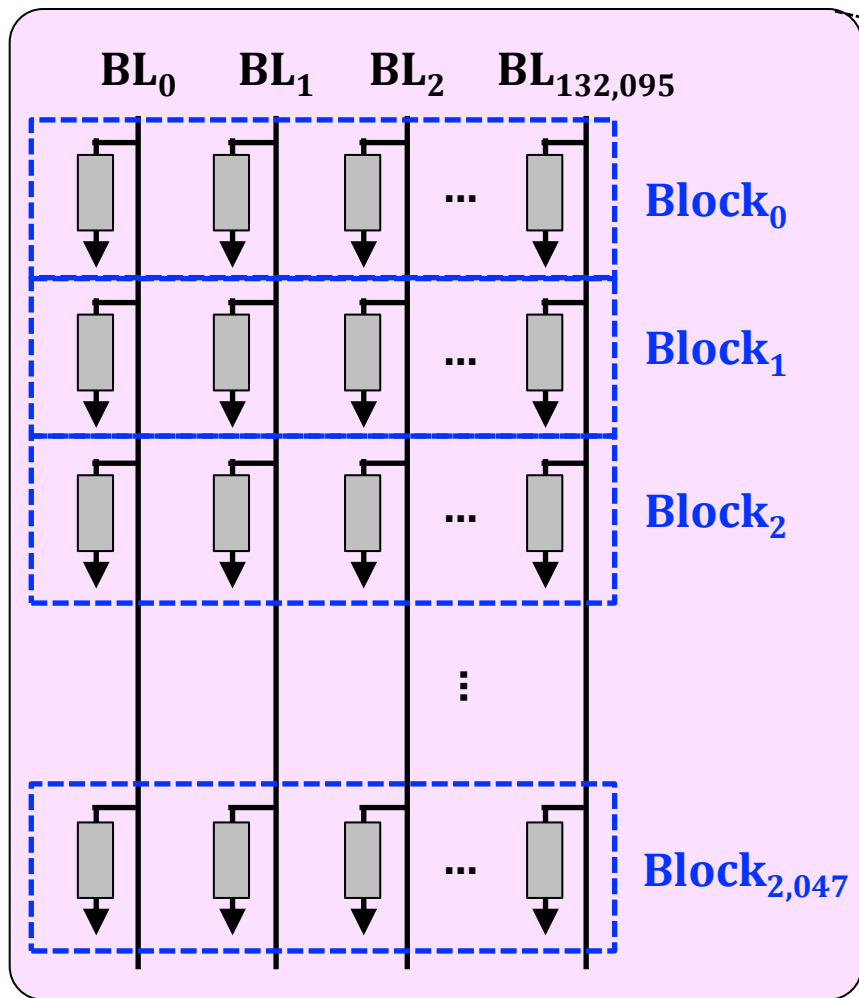 BL₀ BL₁ BL₂ BL₁₃₂,₀₉₅
... Block₀
... Block₁
... Block₂
...
... Block₂,₀₄₇